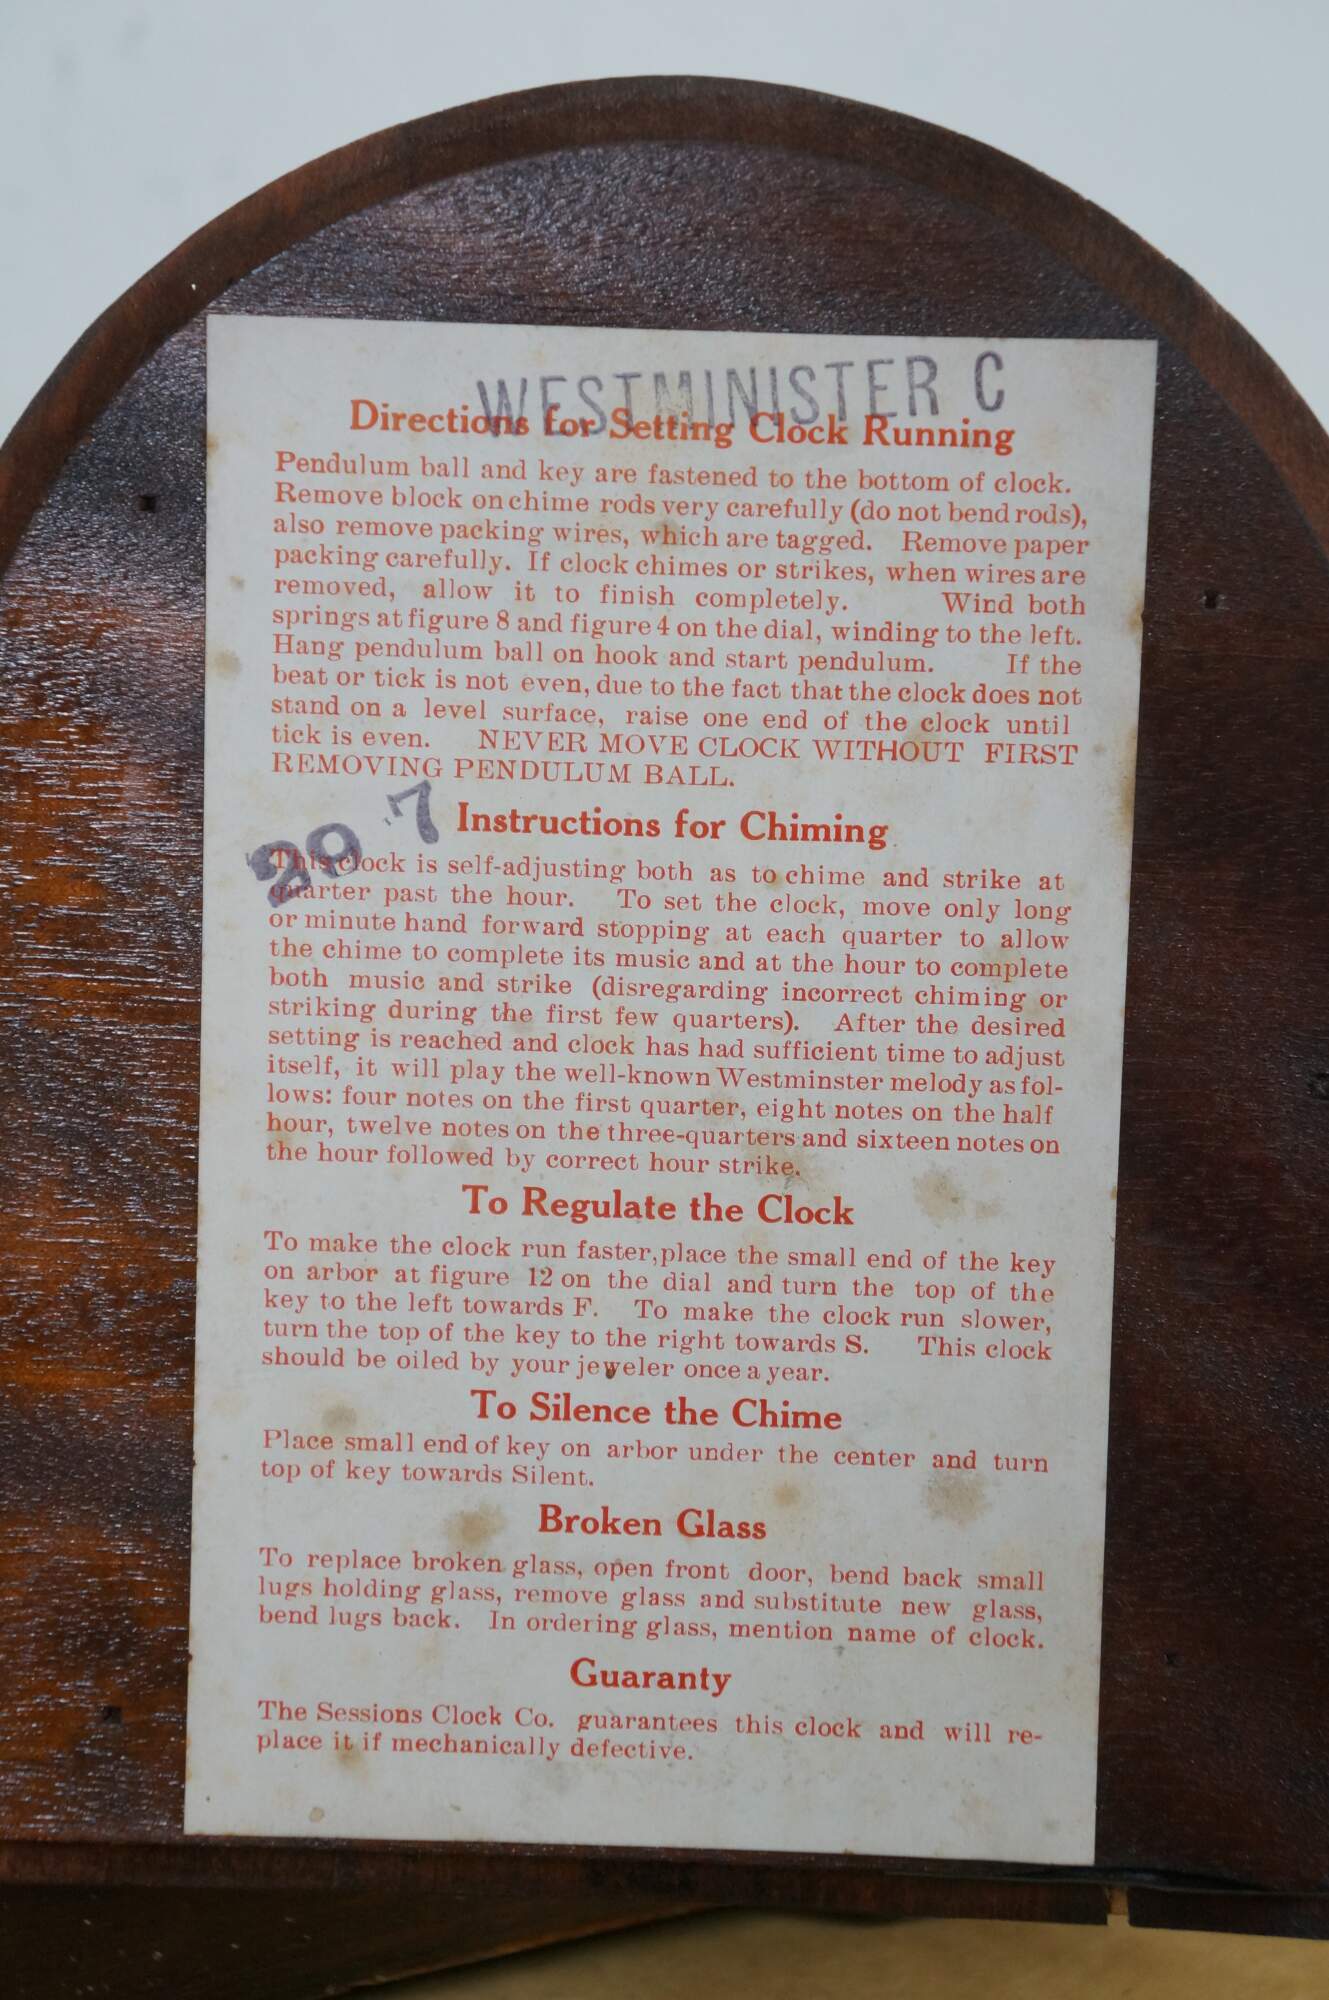 WESTMINISTER C
Directions for Setting Clock Running
Pendulum ball and key are fastened to the bottom of clock.
Remove block on chime rods very carefully (do not bend rods),
also remove packing wires, which are tagged. Remove paper
packing carefully. If clock chimes or strikes, when wires are
removed, allow it to finish completely. Wind both
springs at figure 8 and figure 4 on the dial, winding to the left.
Hang pendulum ball on hook and start pendulum. If the
beat or tick is not even, due to the fact that the clock does not
stand on a level surface, raise one end of the clock until
tick is even. NEVER MOVE CLOCK WITHOUT FIRST
REMOVING PENDULUM BALL.
29 7
Instructions for Chiming
This clock is self-adjusting both as to chime and strike at
quarter past the hour. To set the clock, move only long
or minute hand forward stopping at each quarter to allow
the chime to complete its music and at the hour to complete
both music and strike (disregarding incorrect chiming or
striking during the first few quarters). After the desired
setting is reached and clock has had sufficient time to adjust
itself, it will play the well-known Westminster melody as fol-
lows: four notes on the first quarter, eight notes on the half
hour, twelve notes on the three-quarters and sixteen notes on
the hour followed by correct hour strike.
To Regulate the Clock
To make the clock run faster, place the small end of the key
on arbor at figure 12 on the dial and turn the top of the
key to the left towards F. To make the clock run slower,
turn the top of the key to the right towards S. This clock
should be oiled by your jeweler once a year.
To Silence the Chime
Place small end of key on arbor under the center and turn
top of key towards Silent.
Broken Glass
To replace broken glass, open front door, bend back small
lugs holding glass, remove glass and substitute new glass,
bend lugs back. In ordering glass, mention name of clock.
Guaranty
The Sessions Clock Co. guarantees this clock and will re-
place it if mechanically defective.